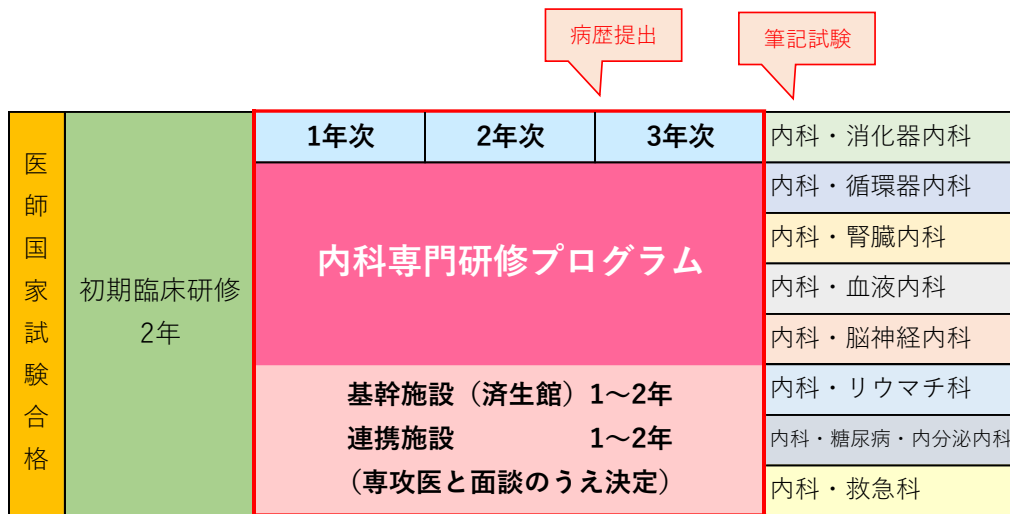 病歴提出
筆記試験
医師国家試験合格
初期臨床研修
2年
1年次
2年次
3年次
内科専門研修プログラム
基幹施設（済生館）1～2年
連携施設 1～2年
（専攻医と面談のうえ決定）
内科・消化器内科
内科・循環器内科
内科・腎臓内科
内科・血液内科
内科・脳神経内科
内科・リウマチ科
内科・糖尿病・内分泌内科
内科・救急科